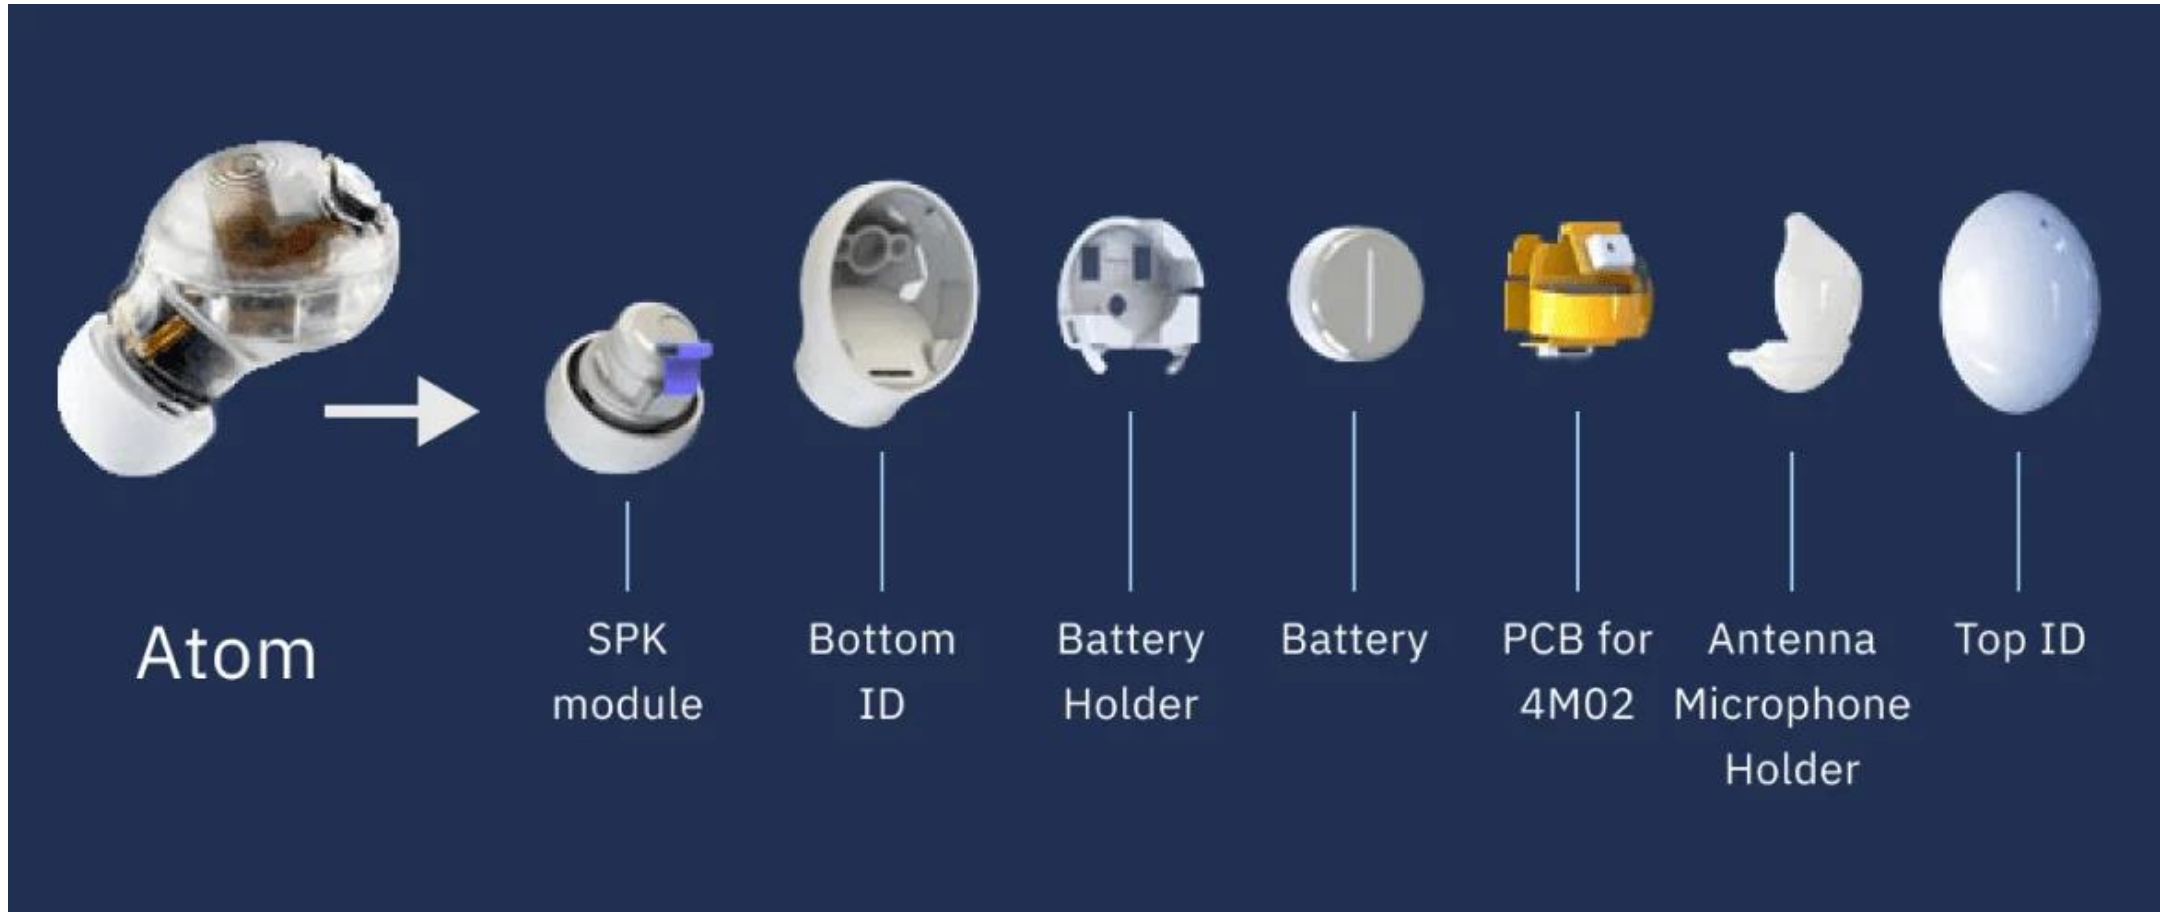 Atom
SPK
module
Bottom
ID
Battery
Holder
Battery
PCB for
4M02
Antenna
Microphone
Holder
Top ID